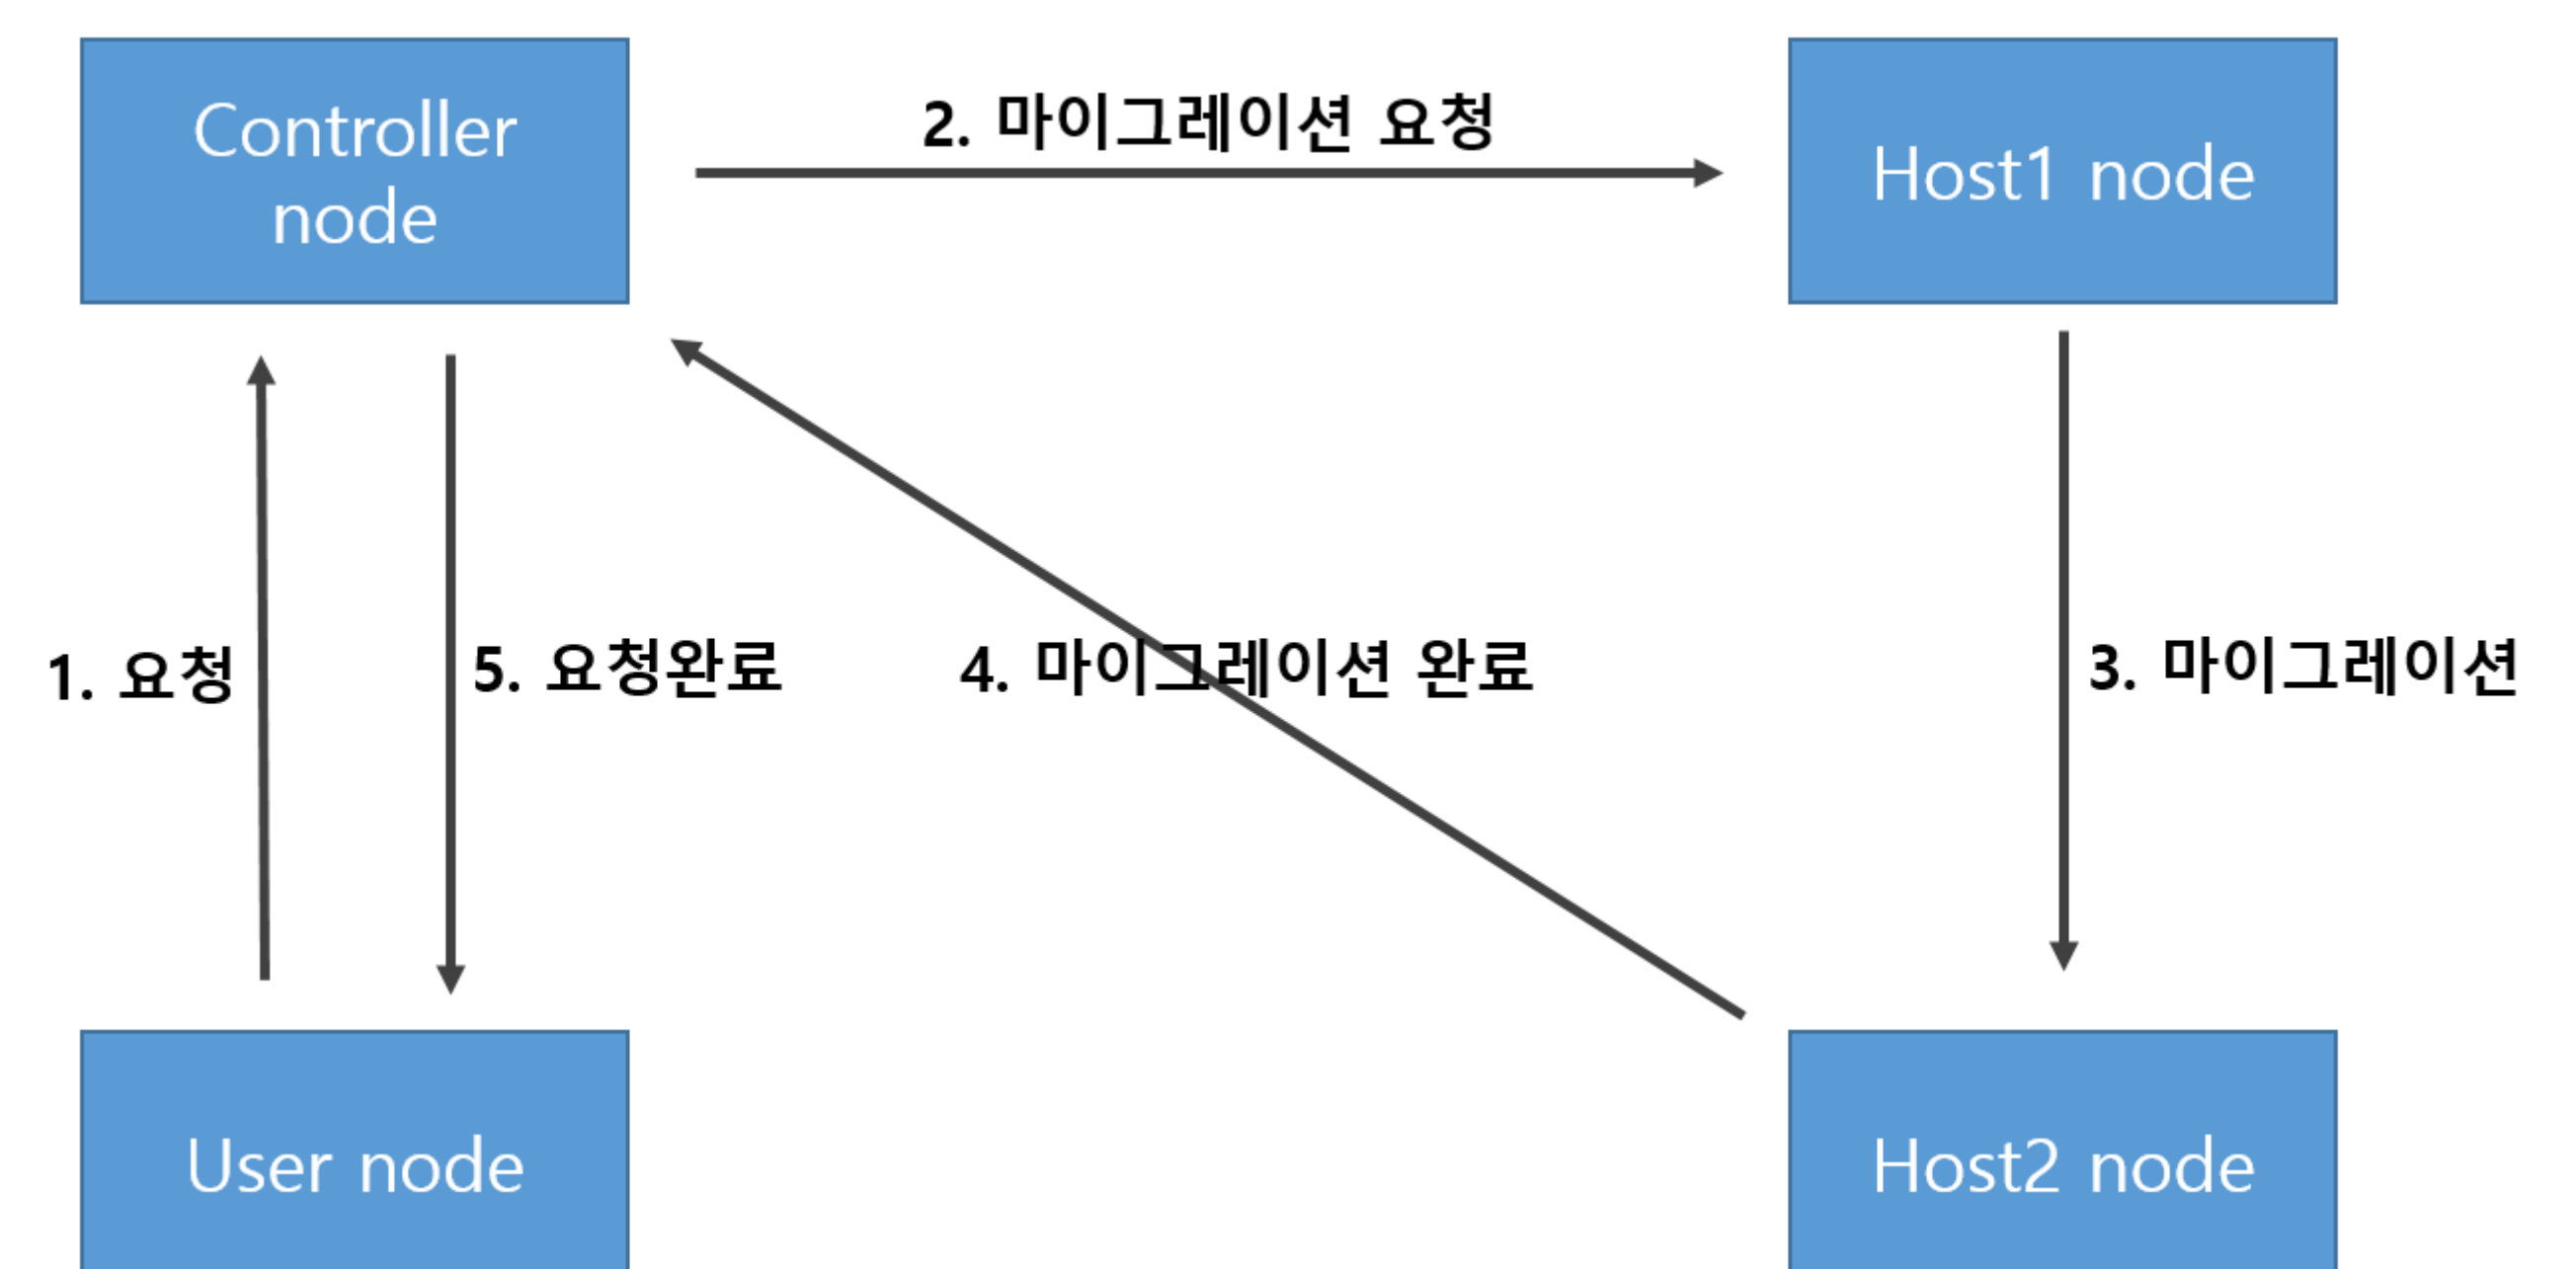 Controller
node
2. 마이그레이션 요청
Host1 node
1. 요청
5. 요청완료
4. 마이그레이션 완료
3. 마이그레이션
User node
Host2 node